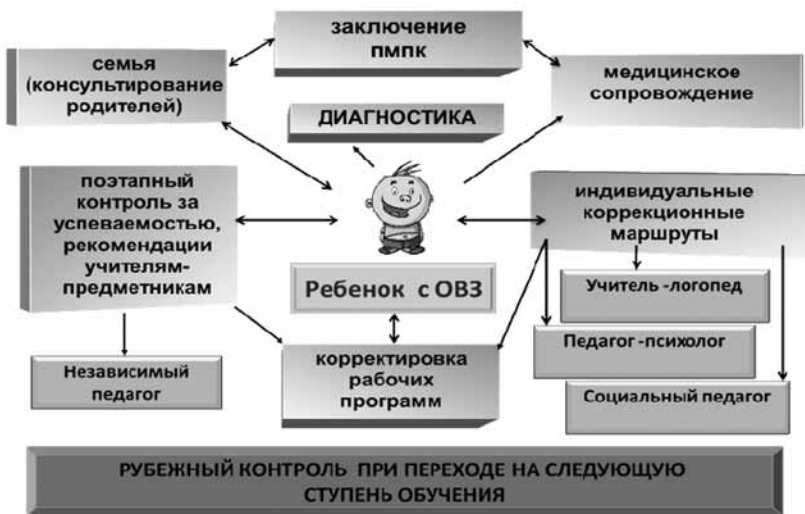 заключение
пмпк
семья
(консультирование
родителей)
медицинское
сопровождение
ДИАГНОСТИКА
поэтапный
контроль за
успеваемостью,
рекомендации
учителям-
предметникам
индивидуальные
коррекционные
маршруты
Ребенок с ОВЗ
Учитель -логопед
Педагог -психолог
Социальный педагог
Независимый
педагог
корректировка
рабочих
программ
РУБЕЖНЫЙ КОНТРОЛЬ ПРИ ПЕРЕХОДЕ НА СЛЕДУЮЩУЮ
СТУПЕНЬ ОБУЧЕНИЯ